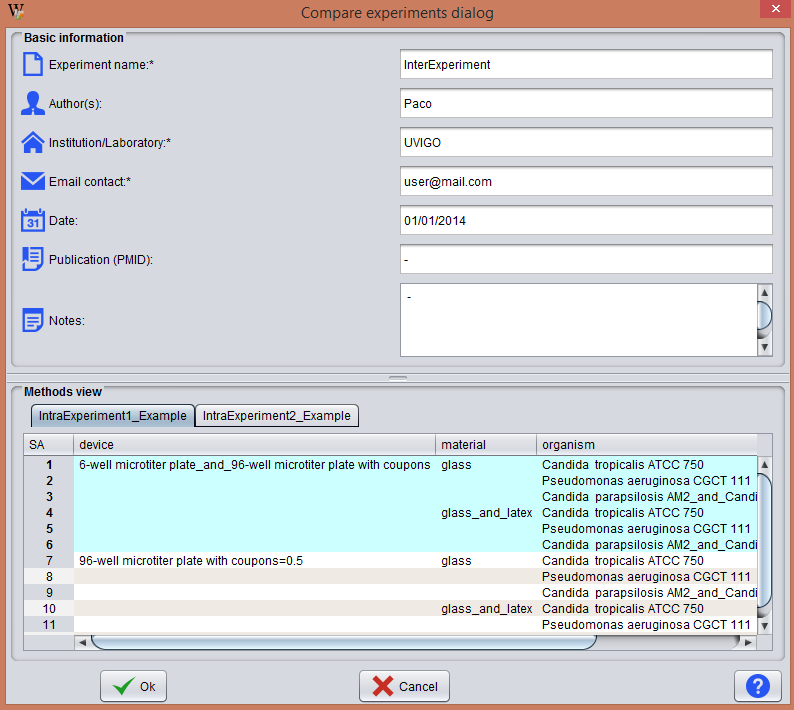 Compare experiments dialog
Basic information
Experiment name:* InterExperiment
Author(s): Paco
Institution/Laboratory:* UVIGO
Email contact:* user@mail.com
31 Date: 01/01/2014
Publication (PMID): -
Notes: -
Methods view
IntraExperiment1_Example IntraExperiment2_Example
SA device material organism
1 6-well microtiter plate_and_96-well microtiter plate with coupons glass Candida tropicalis ATCC 750
2 Pseudomonas aeruginosa CGCT 111
3 Candida parapsilosis AM2_and_Candi
4 glass_and_latex Candida tropicalis ATCC 750
5 Pseudomonas aeruginosa CGCT 111
6 Candida parapsilosis AM2_and_Candi
7 96-well microtiter plate with coupons=0.5 glass Candida tropicalis ATCC 750
8 Pseudomonas aeruginosa CGCT 111
9 Candida parapsilosis AM2_and_Candi
10 glass_and_latex Candida tropicalis ATCC 750
11 Pseudomonas aeruginosa CGCT 111
Ok Cancel ?